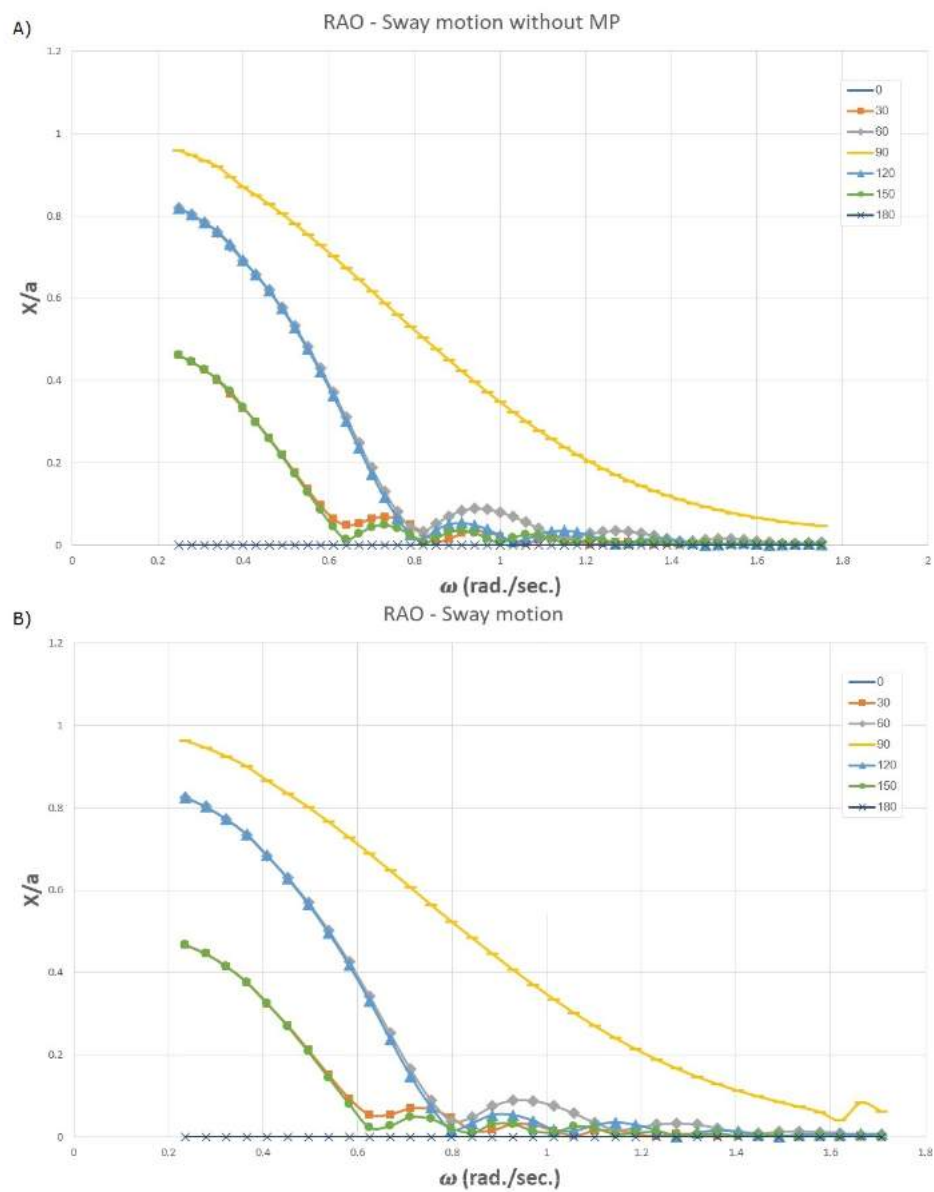 A)
RAO - Sway motion without MP
1.2
1
0.8
0.6
0.4
0.2
0
X/a
0
30
60
90
120
150
180
0 0.2 0.4 0.6 0.8 1 1.2 1.4 1.6 1.8 2
ω (rad./sec.)
B)
RAO - Sway motion
1.2
1
0.8
0.6
0.4
0.2
0
X/a
0
30
60
90
120
150
180
0 0.2 0.4 0.6 0.8 1 1.2 1.4 1.6 1.8
ω (rad./sec.)